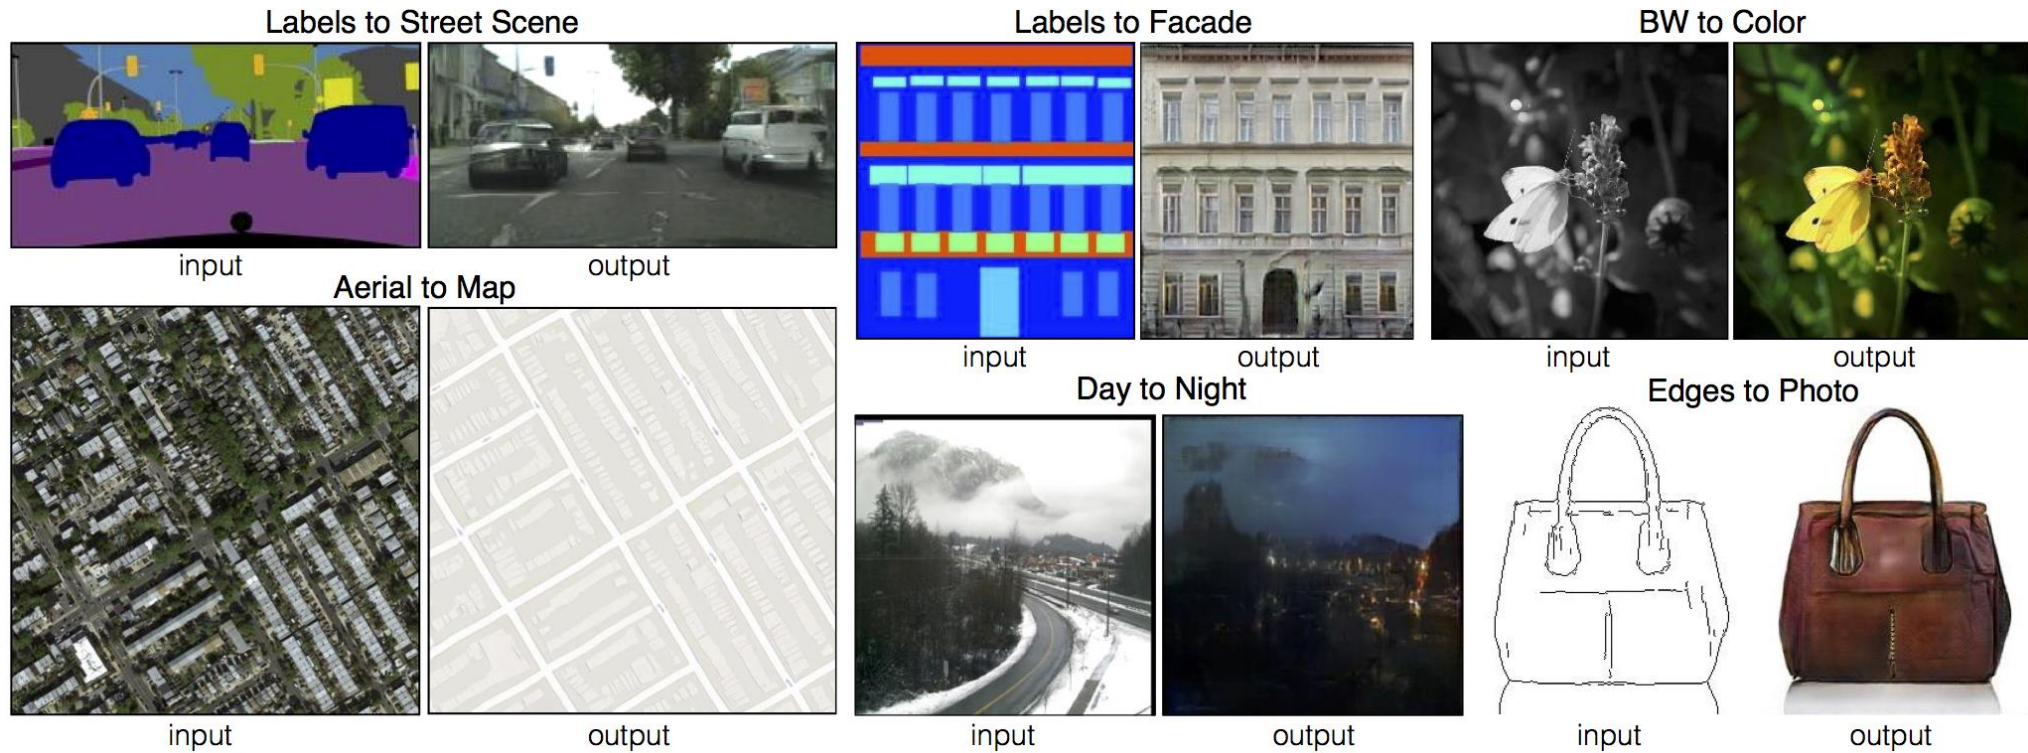 Labels to Street Scene
input
output
Aerial to Map
input
output
Labels to Facade
input
output
BW to Color
input
output
Day to Night
input
output
Edges to Photo
input
output